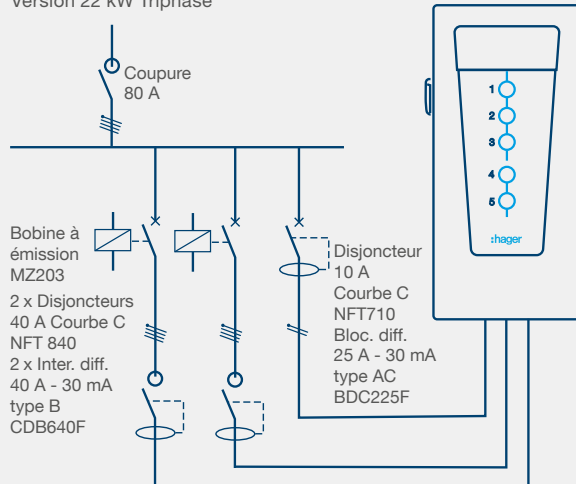 Version 22 kW Triphasé
Coupure
80 A
Bobine à
émission
MZ203
2 x Disjoncteurs
40 A Courbe C
NFT 840
2 x Inter. diff.
40 A - 30 mA
type B
CDB640F
Disjoncteur
10 A
Courbe C
NFT710
Bloc. diff.
25 A - 30 mA
type AC
BDC225F
1
2
3
4
5
:hager